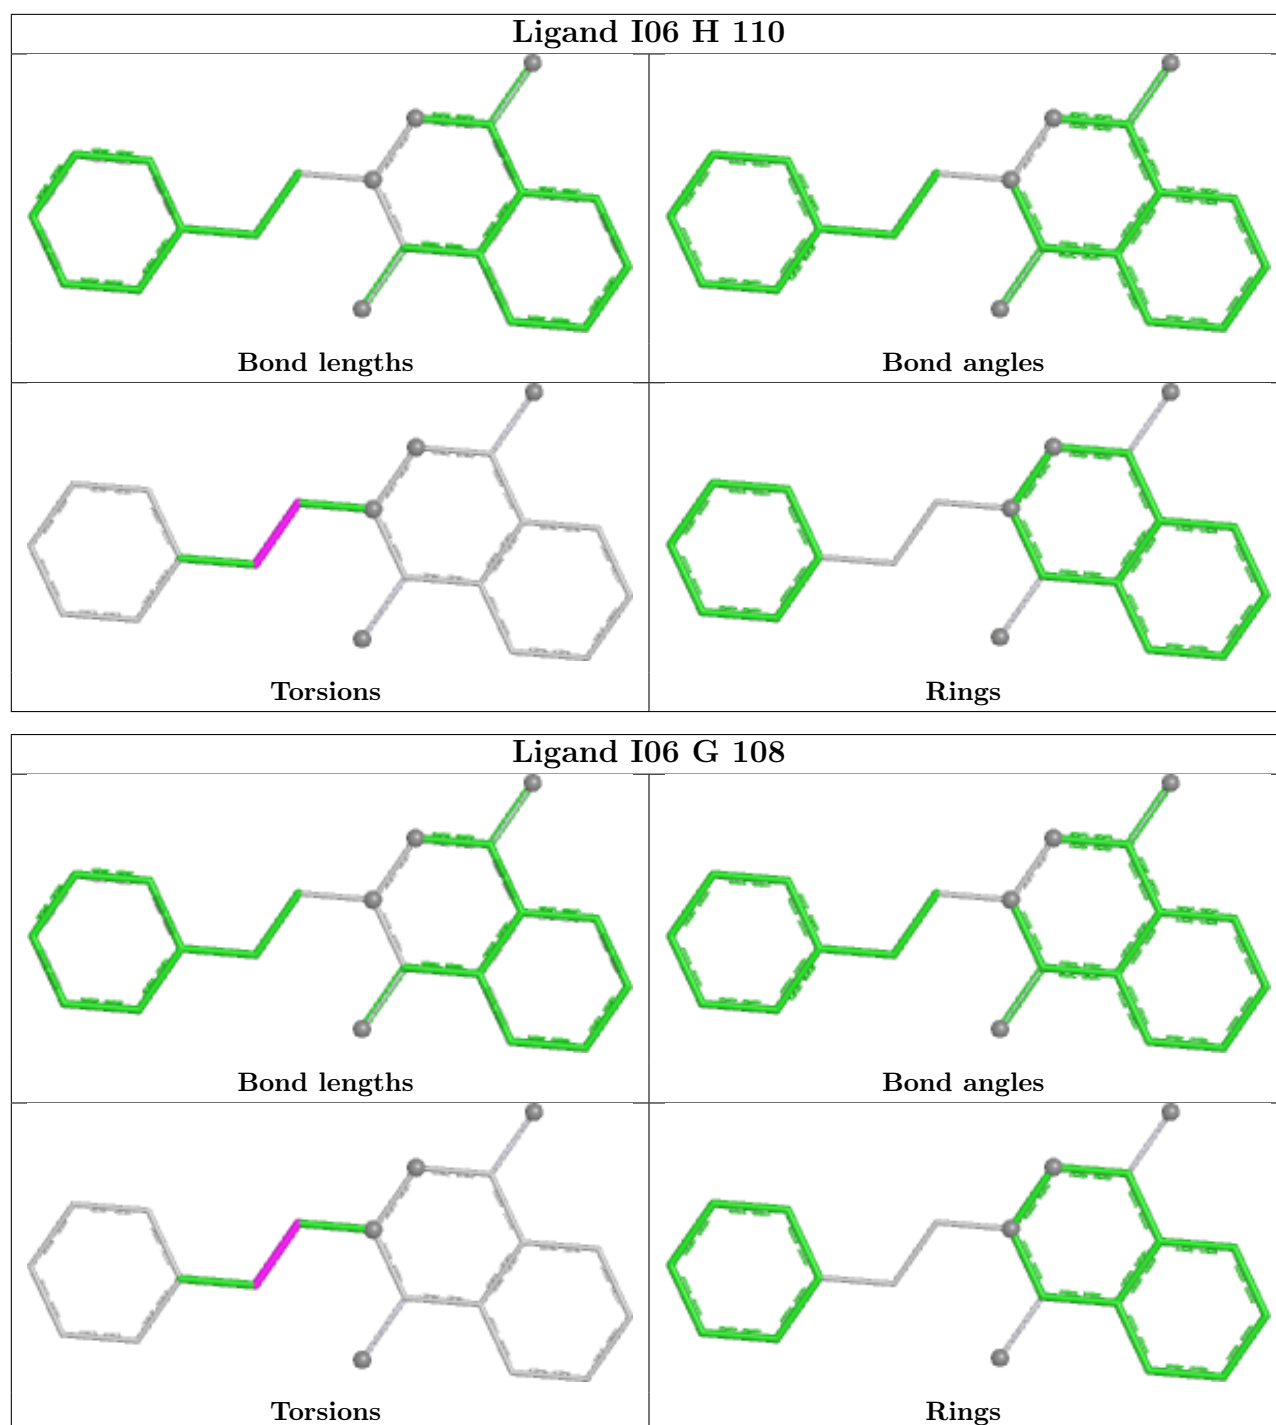 Ligand I06 H 110
Bond lengths
Bond angles
Torsions
Rings
Ligand I06 G 108
Bond lengths
Bond angles
Torsions
Rings